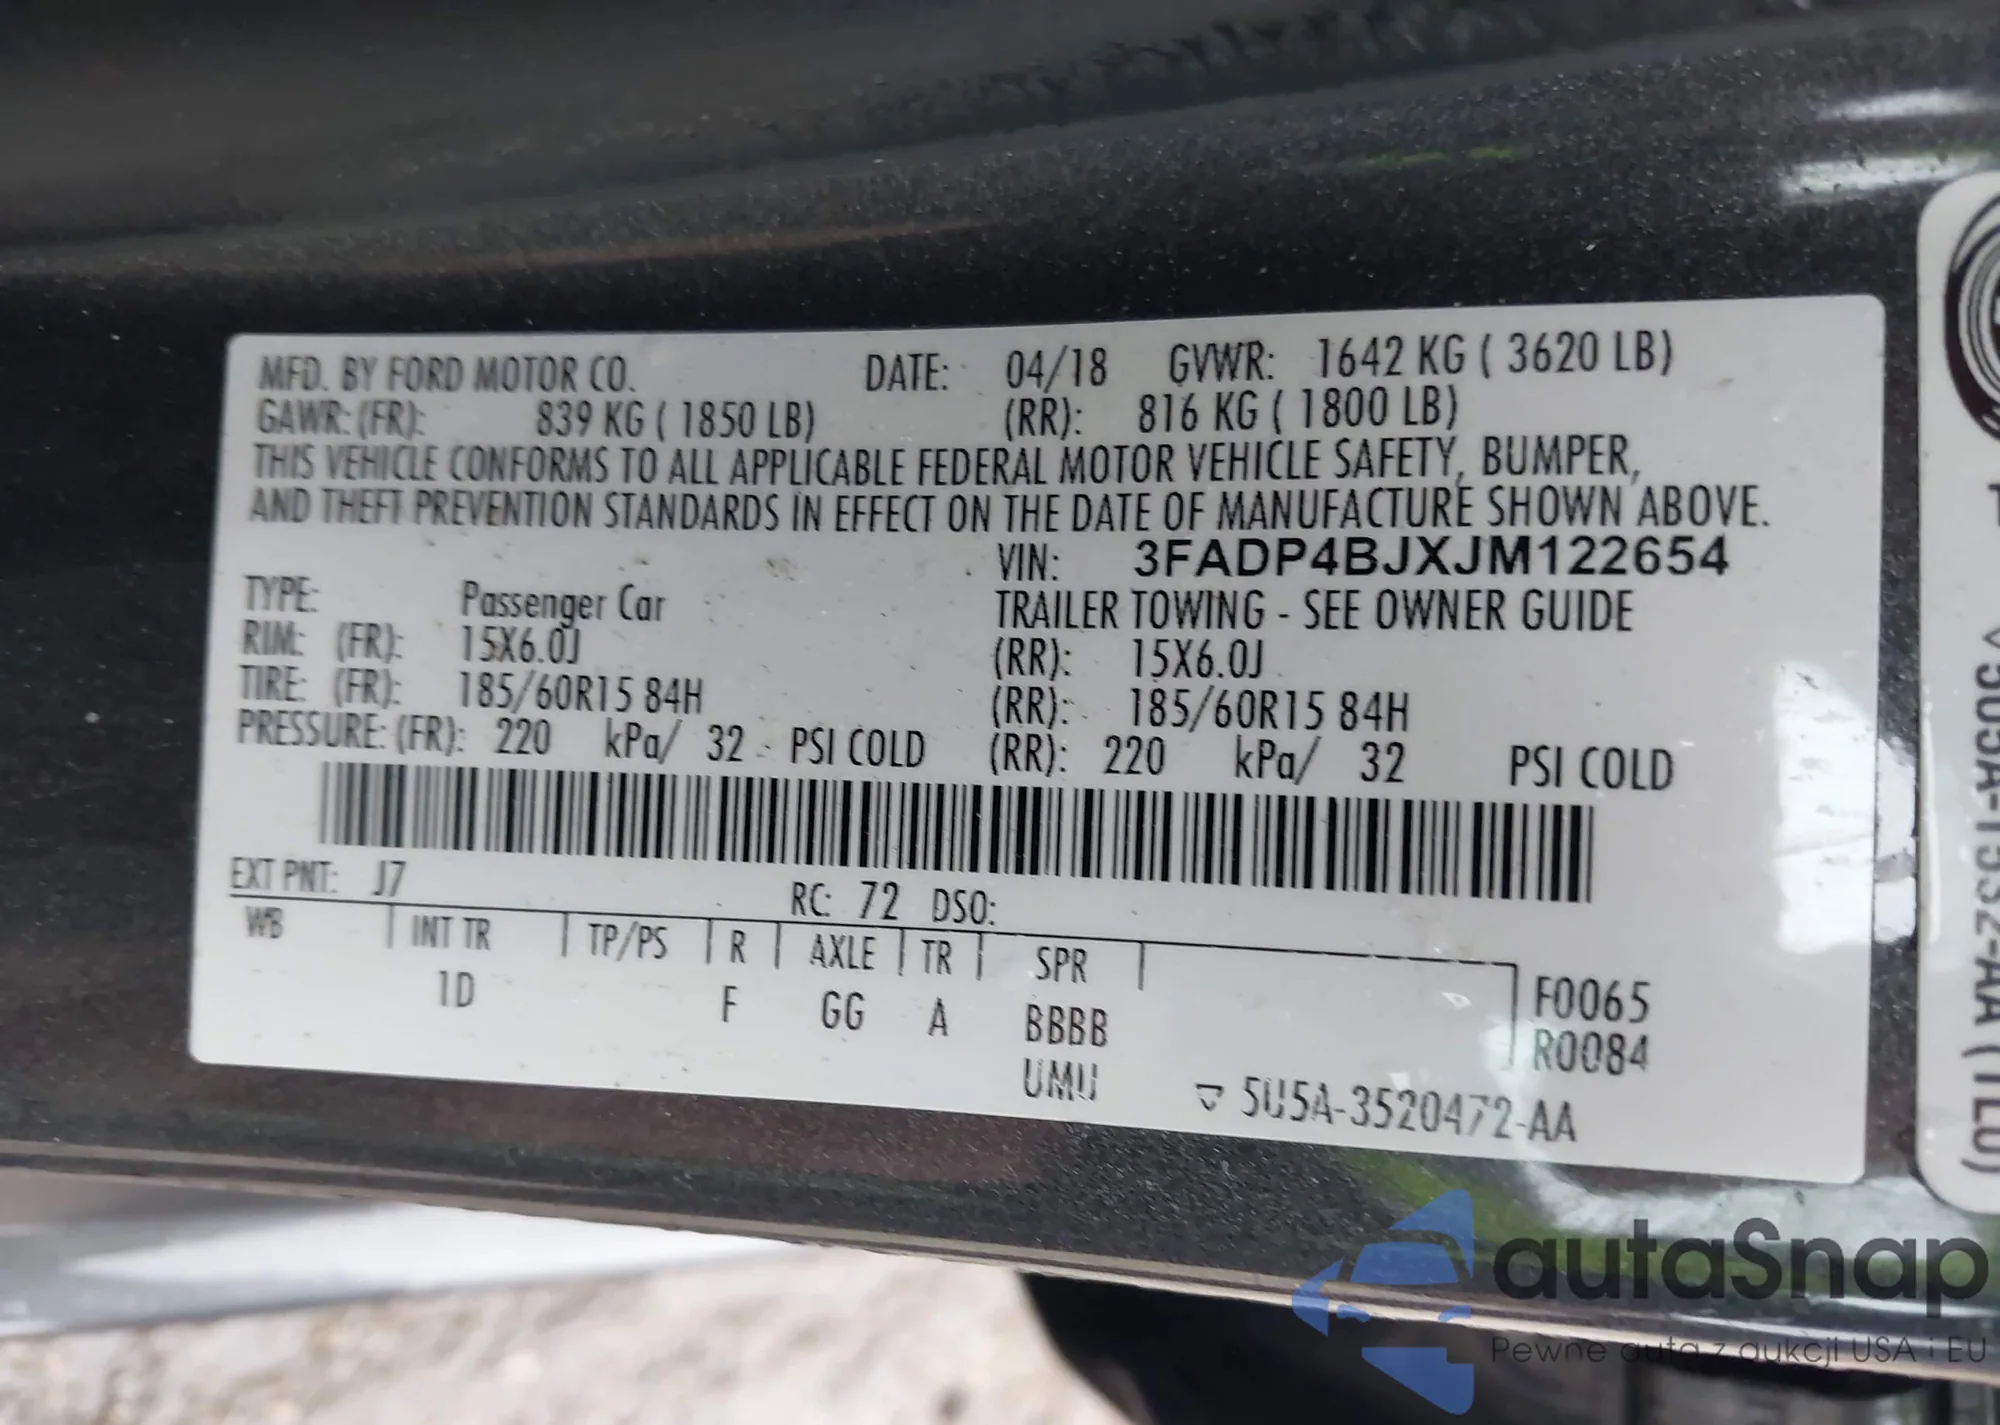 MFD. BY FORD MOTOR CO. DATE: 04/18 GVWR: 1642 KG ( 3620 LB)
GAWR: (FR): 839 KG ( 1850 LB) (RR): 816 KG ( 1800 LB)
THIS VEHICLE CONFORMS TO ALL APPLICABLE FEDERAL MOTOR VEHICLE SAFETY, BUMPER,
AND THEFT PREVENTION STANDARDS IN EFFECT ON THE DATE OF MANUFACTURE SHOWN ABOVE.
VIN: 3FADP4BJXJM122654
TYPE: Passenger Car TRAILER TOWING - SEE OWNER GUIDE
RIM: (FR): 15X6.0J (RR): 15X6.0J
TIRE: (FR): 185/60R15 84H (RR): 185/60R15 84H
PRESSURE: (FR): 220 kPa/ 32 PSI COLD (RR): 220 kPa/ 32 PSI COLD
EXT PNT: J7 RC: 72 DSO:
WB INT TR TP/PS R AXLE TR SPR
1D F GG A BBBB
UMU
F0065
R0084
▽ 5U5A-3520472-AA
autaSnap
Pewne auta z aukcji USA i EU